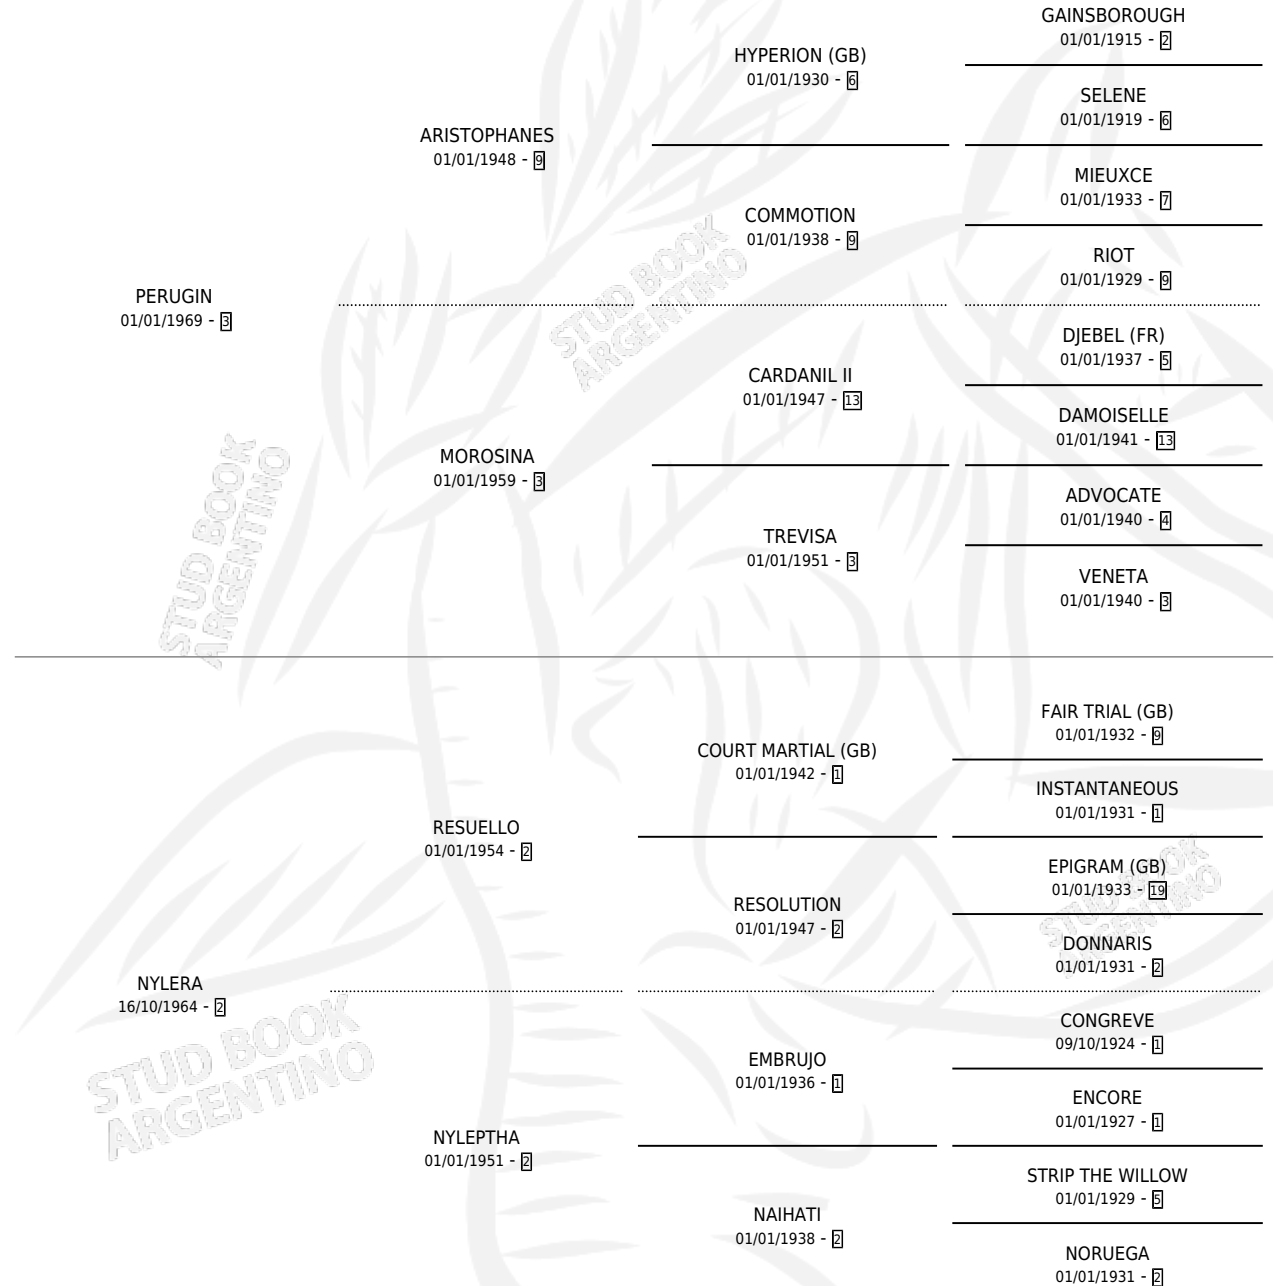 GAINSBOROUGH
01/01/1915 - 2
HYPERION (GB)
01/01/1930 - 6
SELENE
01/01/1919 - 6
ARISTOPHANES
01/01/1948 - 9
MIEUXCE
01/01/1933 - 7
COMMOTION
01/01/1938 - 9
RIOT
01/01/1929 - 9
PERUGIN
01/01/1969 - 3
DJEBEL (FR)
01/01/1937 - 5
CARDANIL II
01/01/1947 - 13
DAMOISELLE
01/01/1941 - 13
MOROSINA
01/01/1959 - 3
ADVOCATE
01/01/1940 - 4
TREVISA
01/01/1951 - 3
VENETA
01/01/1940 - 3
FAIR TRIAL (GB)
01/01/1932 - 9
COURT MARTIAL (GB)
01/01/1942 - 1
INSTANTANEOUS
01/01/1931 - 1
RESUELLO
01/01/1954 - 2
EPIGRAM (GB)
01/01/1933 - 19
RESOLUTION
01/01/1947 - 2
DONNARIS
01/01/1931 - 2
NYLERA
16/10/1964 - 2
CONGREVE
09/10/1924 - 1
EMBRUJO
01/01/1936 - 1
ENCORE
01/01/1927 - 1
NYLEPTHA
01/01/1951 - 2
STRIP THE WILLOW
01/01/1929 - 5
NAIHATI
01/01/1938 - 2
NORUEGA
01/01/1931 - 2
STUD BOOK
ARGENTINO
STUD BOOK
ARGENTINO
STUD BOOK
ARGENTINO
STUD BOOK
ARGENTINO